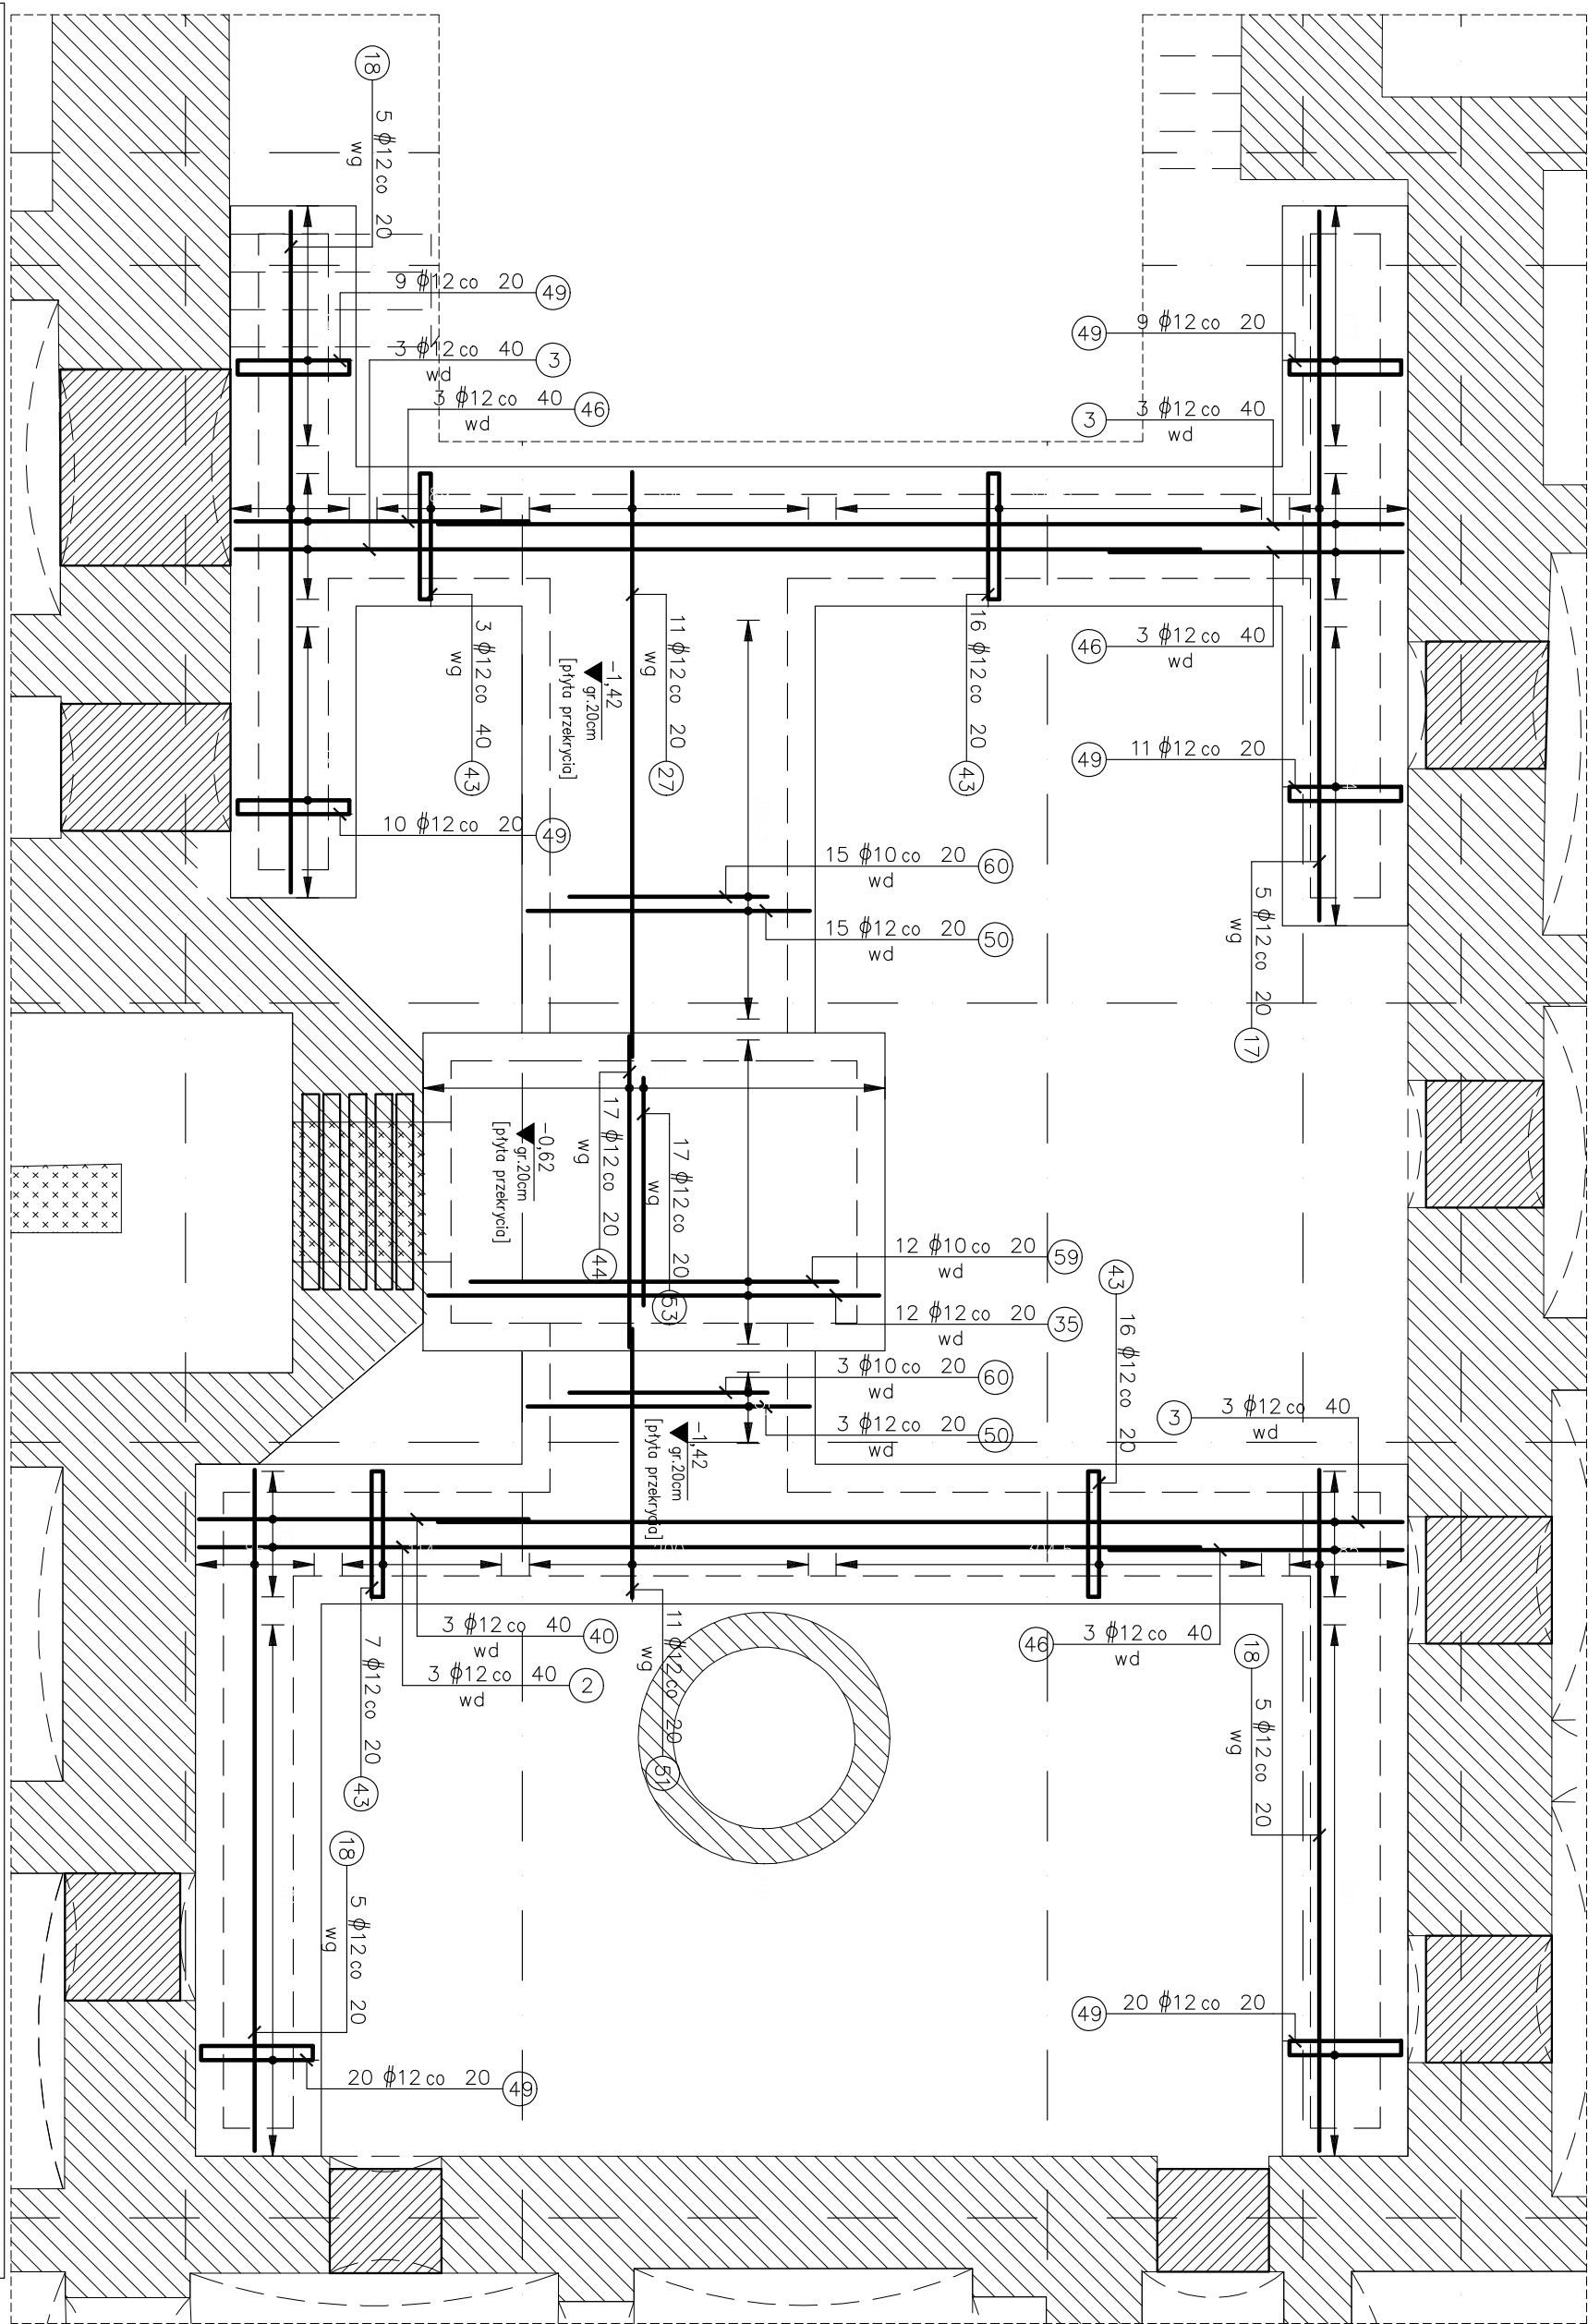 18
5 ϕ12 co 20
wg
9 ϕ12 co 20 49
3 ϕ12 co 40 3
wd
3 ϕ12 co 40 46
wd
49 9 ϕ12 co 20
3 3 ϕ12 co 40
wd
3 ϕ12 co 40
wg
43
-1,42
gr.20cm
[płyta przekrycia]
11 ϕ12 co 20
wg
27
16 ϕ12 co 20
43
46 3 ϕ12 co 40
wd
49 11 ϕ12 co 20
10 ϕ12 co 20 49
15 ϕ10 co 20 60
wd
15 ϕ12 co 20 50
wd
5 ϕ12 co 20
wg
17
-0,62
gr.20cm
[płyta przekrycia]
17 ϕ12 co 20
wg
44
17 ϕ12 co 20
wg
53
12 ϕ10 co 20 59
wd
12 ϕ12 co 20 35
wd
43
16 ϕ12 co 20
3 ϕ10 co 20 60
wd
3 ϕ12 co 20 50
wd
3 3 ϕ12 co 40
wd
-1,42
gr.20cm
[płyta przekrycia]
3 ϕ12 co 40 40
wd
3 ϕ12 co 40 2
wd
7 ϕ12 co 20
43
11 ϕ12 co 20
wg
51
46 3 ϕ12 co 40
wd
18
5 ϕ12 co 20
wg
18
5 ϕ12 co 20
wg
49 20 ϕ12 co 20
20 ϕ12 co 20 49